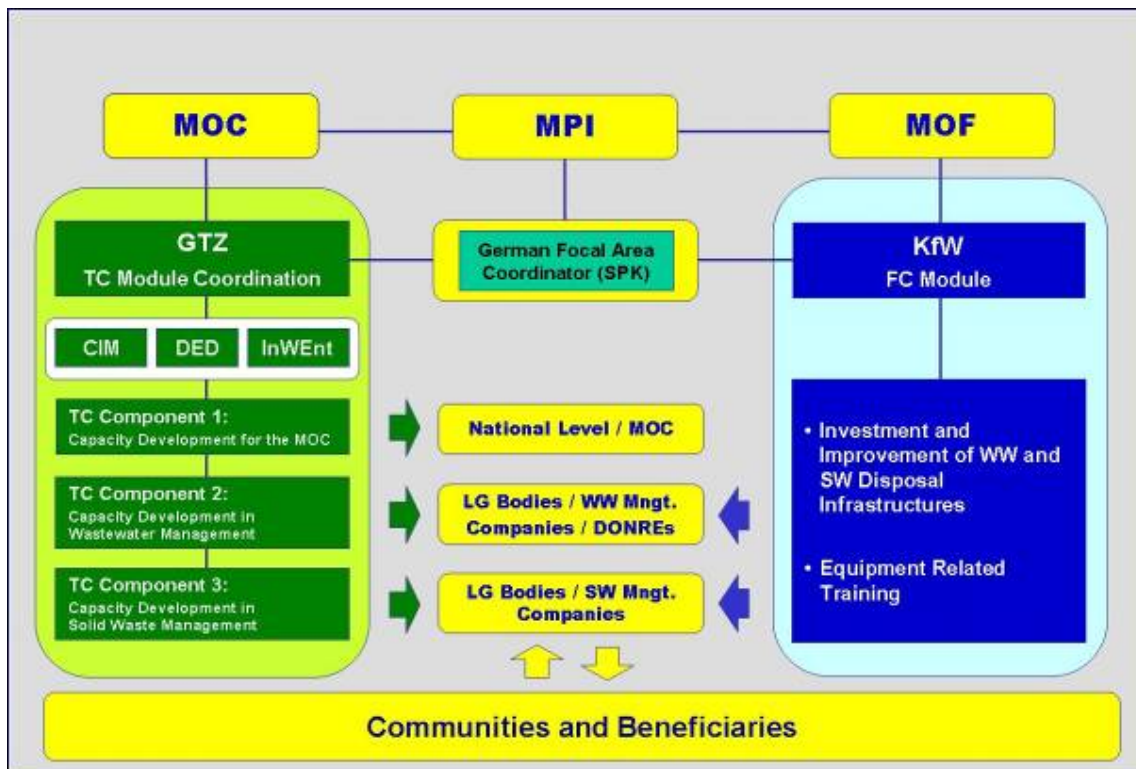 MOC
MPI
MOF
GTZ
TC Module Coordination
German Focal Area
Coordinator (SPK)
KfW
FC Module
CIM
DED
InWEnt
TC Component 1:
Capacity Development for the MOC
National Level / MOC
TC Component 2:
Capacity Development in
Wastewater Management
LG Bodies / WW Mngt.
Companies / DONREs
TC Component 3:
Capacity Development in
Solid Waste Management
LG Bodies / SW Mngt.
Companies
• Investment and
Improvement of WW and
SW Disposal
Infrastructures
• Equipment Related
Training
Communities and Beneficiaries